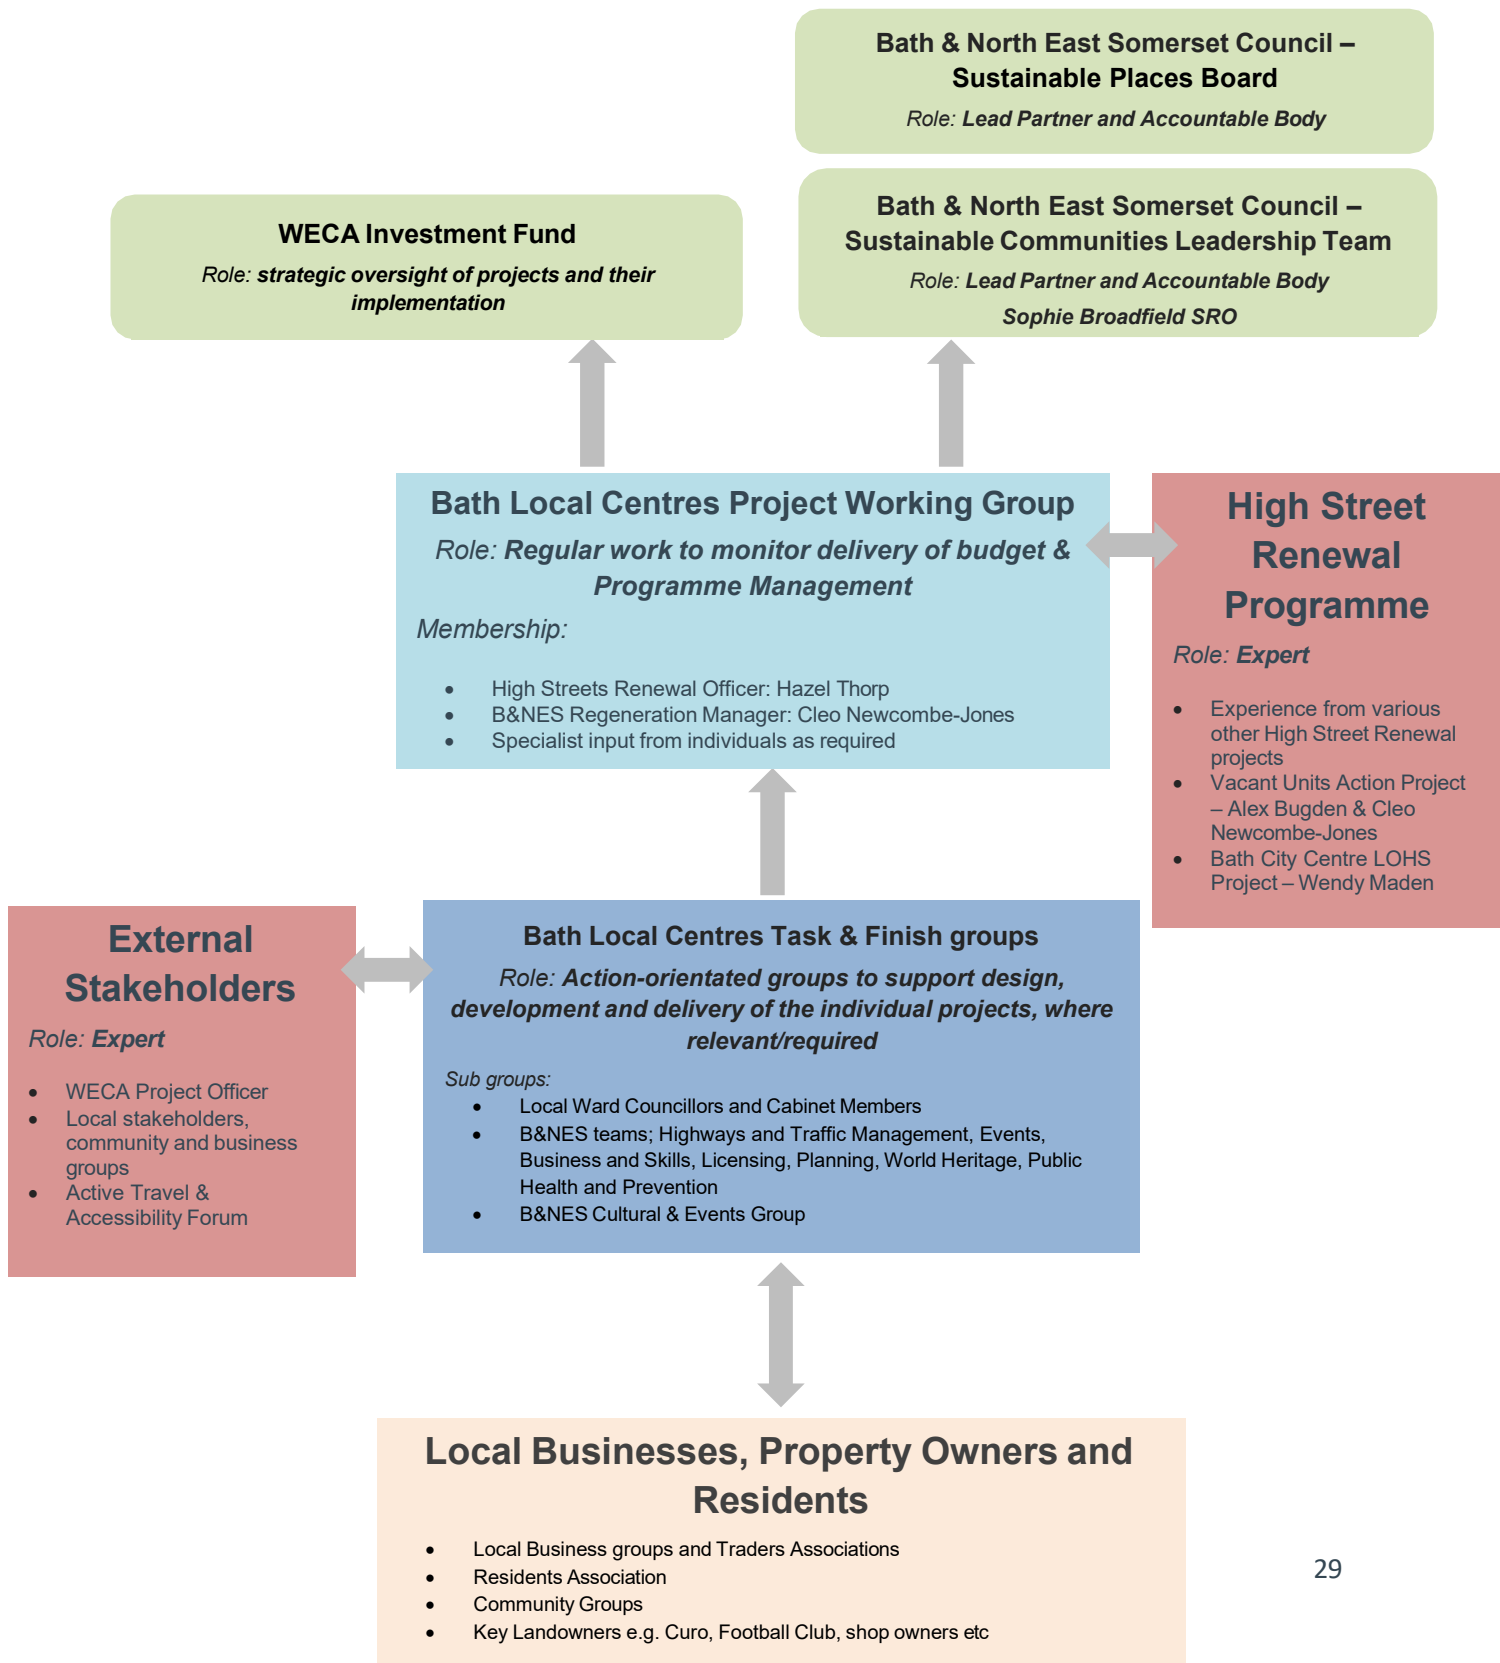 Bath & North East Somerset Council –
Sustainable Places Board
Role: Lead Partner and Accountable Body
Bath & North East Somerset Council –
Sustainable Communities Leadership Team
Role: Lead Partner and Accountable Body
Sophie Broadfield SRO
WECA Investment Fund
Role: strategic oversight of projects and their
implementation
Bath Local Centres Project Working Group
Role: Regular work to monitor delivery of budget &
Programme Management
Membership:
• High Streets Renewal Officer: Hazel Thorp
• B&NES Regeneration Manager: Cleo Newcombe-Jones
• Specialist input from individuals as required
High Street
Renewal
Programme
Role: Expert
• Experience from various
other High Street Renewal
projects
• Vacant Units Action Project
– Alex Bugden & Cleo
Newcombe-Jones
• Bath City Centre LOHS
Project – Wendy Maden
External
Stakeholders
Role: Expert
• WECA Project Officer
• Local stakeholders,
community and business
groups
• Active Travel &
Accessibility Forum
Bath Local Centres Task & Finish groups
Role: Action-orientated groups to support design,
development and delivery of the individual projects, where
relevant/required
Sub groups:
• Local Ward Councillors and Cabinet Members
• B&NES teams; Highways and Traffic Management, Events,
Business and Skills, Licensing, Planning, World Heritage, Public
Health and Prevention
• B&NES Cultural & Events Group
Local Businesses, Property Owners and
Residents
• Local Business groups and Traders Associations
• Residents Association
• Community Groups
• Key Landowners e.g. Curo, Football Club, shop owners etc
29